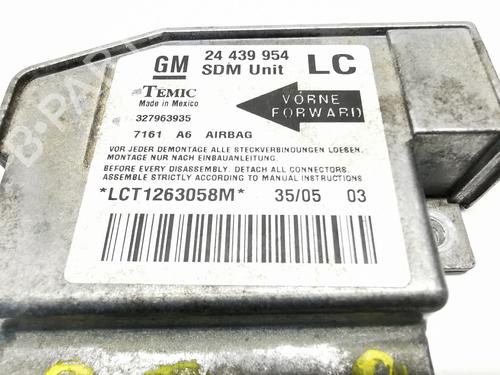 GM 24 439 954 LC
SDM Unit
TEMIC
Made in Mexico
VORNE
FORWARD
327963935
7161 A6 AIRBAG
VOR JEDER DEMONTAGE ALLE STECKVERBINDUNGEN LOESEN.
MONTAGE NUR NACH EINBAUANLEITUNG.
BEFORE EVERY DISASSEMBLY, DETACH ALL CONNECTORS.
ASSEMBLE STRICTLY ACCORDING TO MANUAL INSTRUCTIONS
*LCT1263058M* 35/05 03